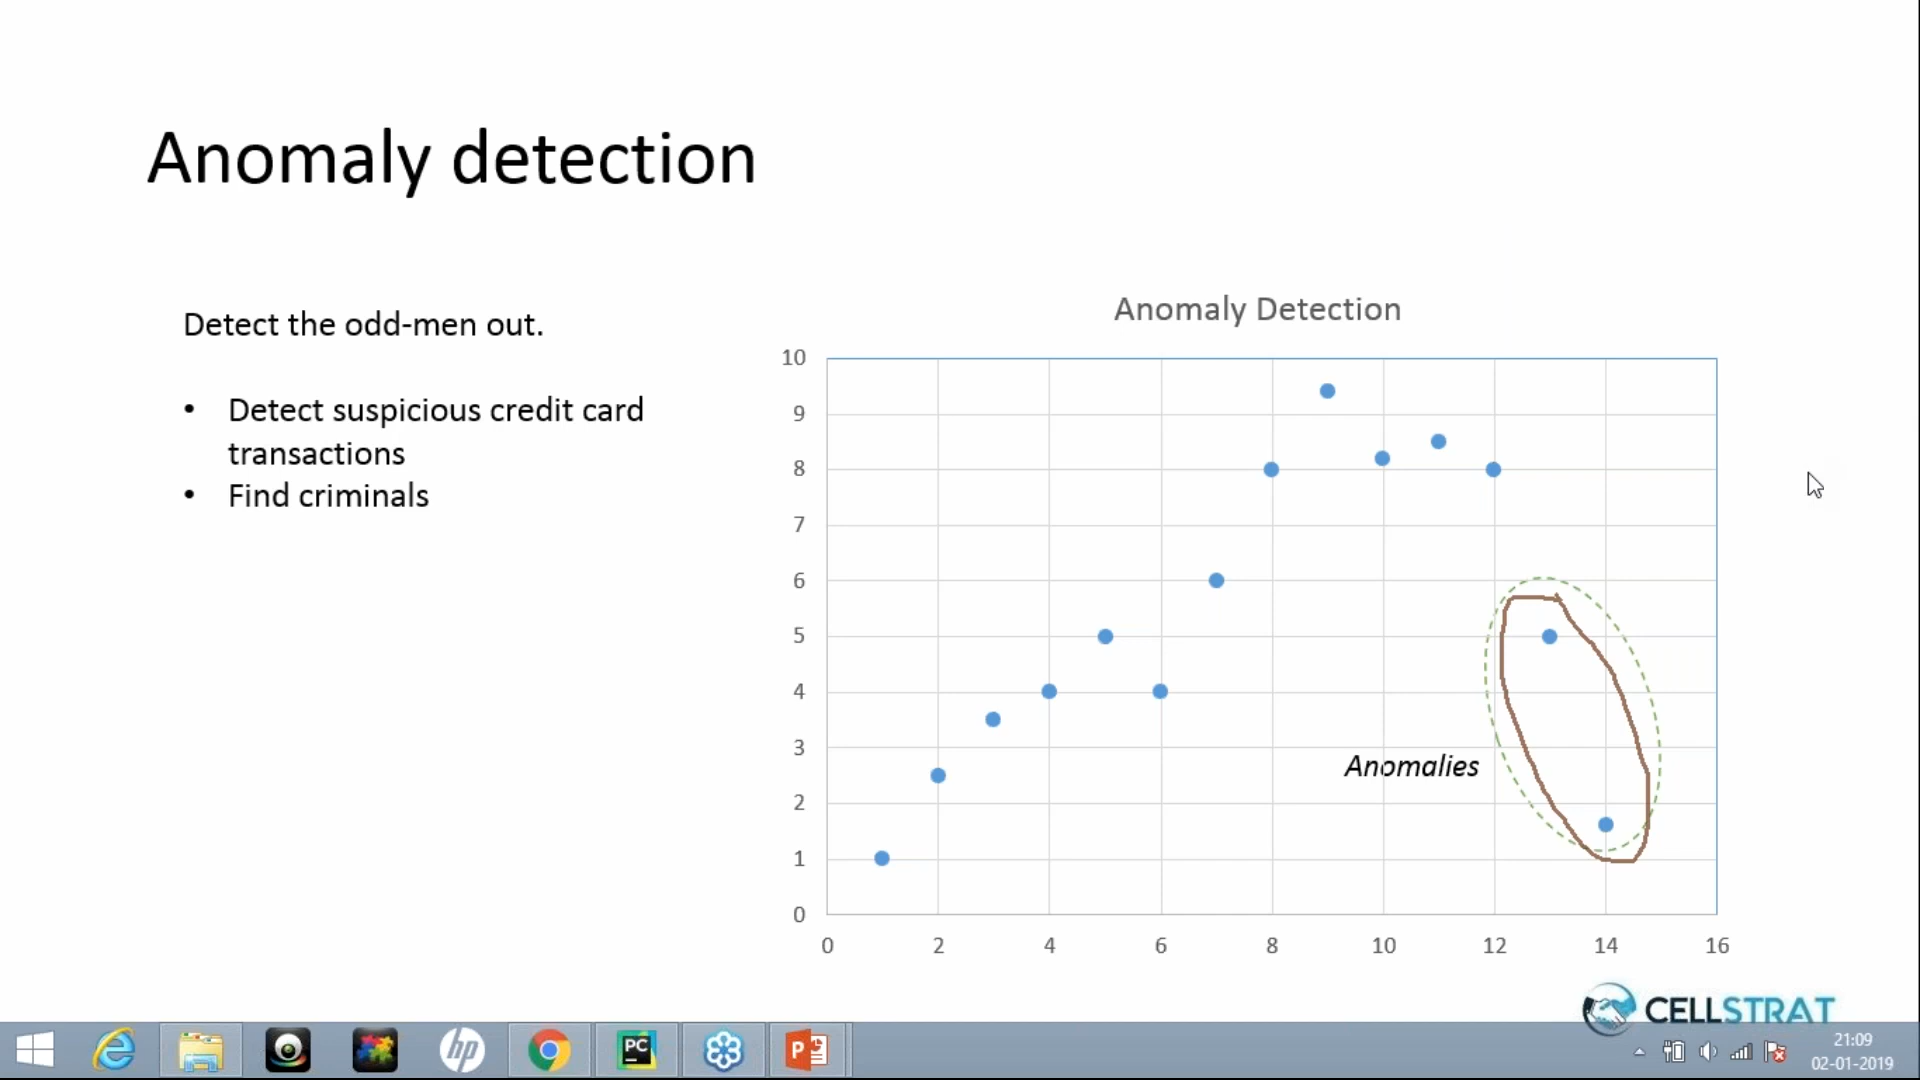 Anomaly detection
Detect the odd-men out.
• Detect suspicious credit card
transactions
• Find criminals
Anomaly Detection
10
9
8
7
6
5
4
3
2
1
0
0 2 4 6 8 10 12 14 16
Anomalies
CELLSTRAT
hp
PC
P
21:09
02-01-2019